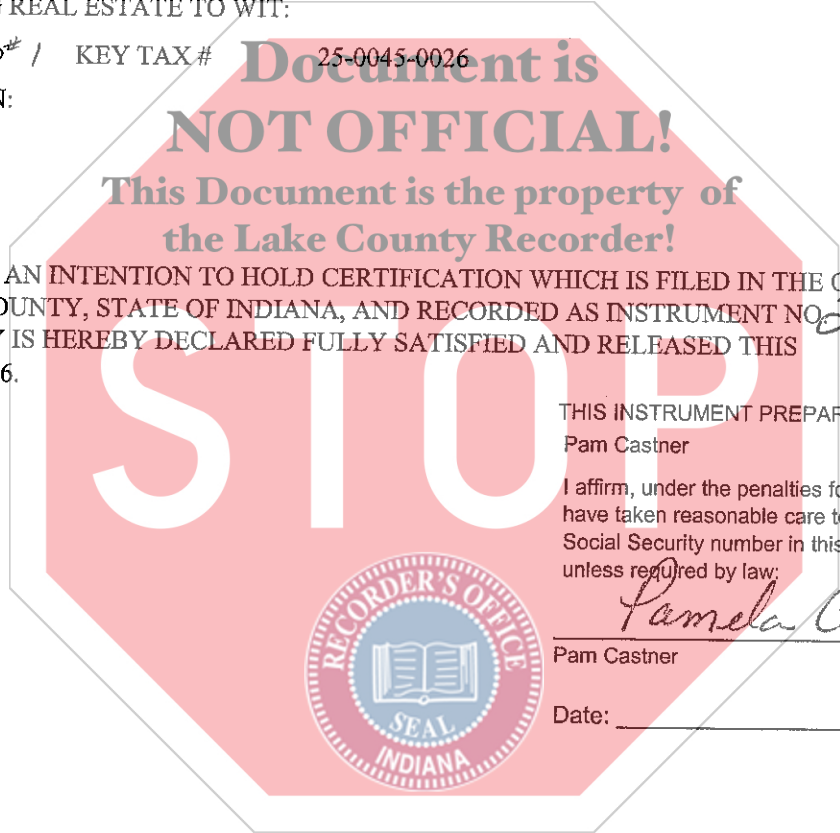 REAL ESTATE TO WIT:
/ KEY TAX # 25-0045-0026
N:
Document is
NOT OFFICIAL!
This Document is the property of
the Lake County Recorder!
AN INTENTION TO HOLD CERTIFICATION WHICH IS FILED IN THE
OUNTY, STATE OF INDIANA, AND RECORDED AS INSTRUMENT NO
Y IS HEREBY DECLARED FULLY SATISFIED AND RELEASED THIS
6.
STOP
THIS INSTRUMENT PREPAR
Pam Castner
I affirm, under the penalties fo
have taken reasonable care to
Social Security number in this
unless required by law:
Pamela C
Pam Castner
Date:
RECORDER'S OFFICE
SEAL
INDIANA